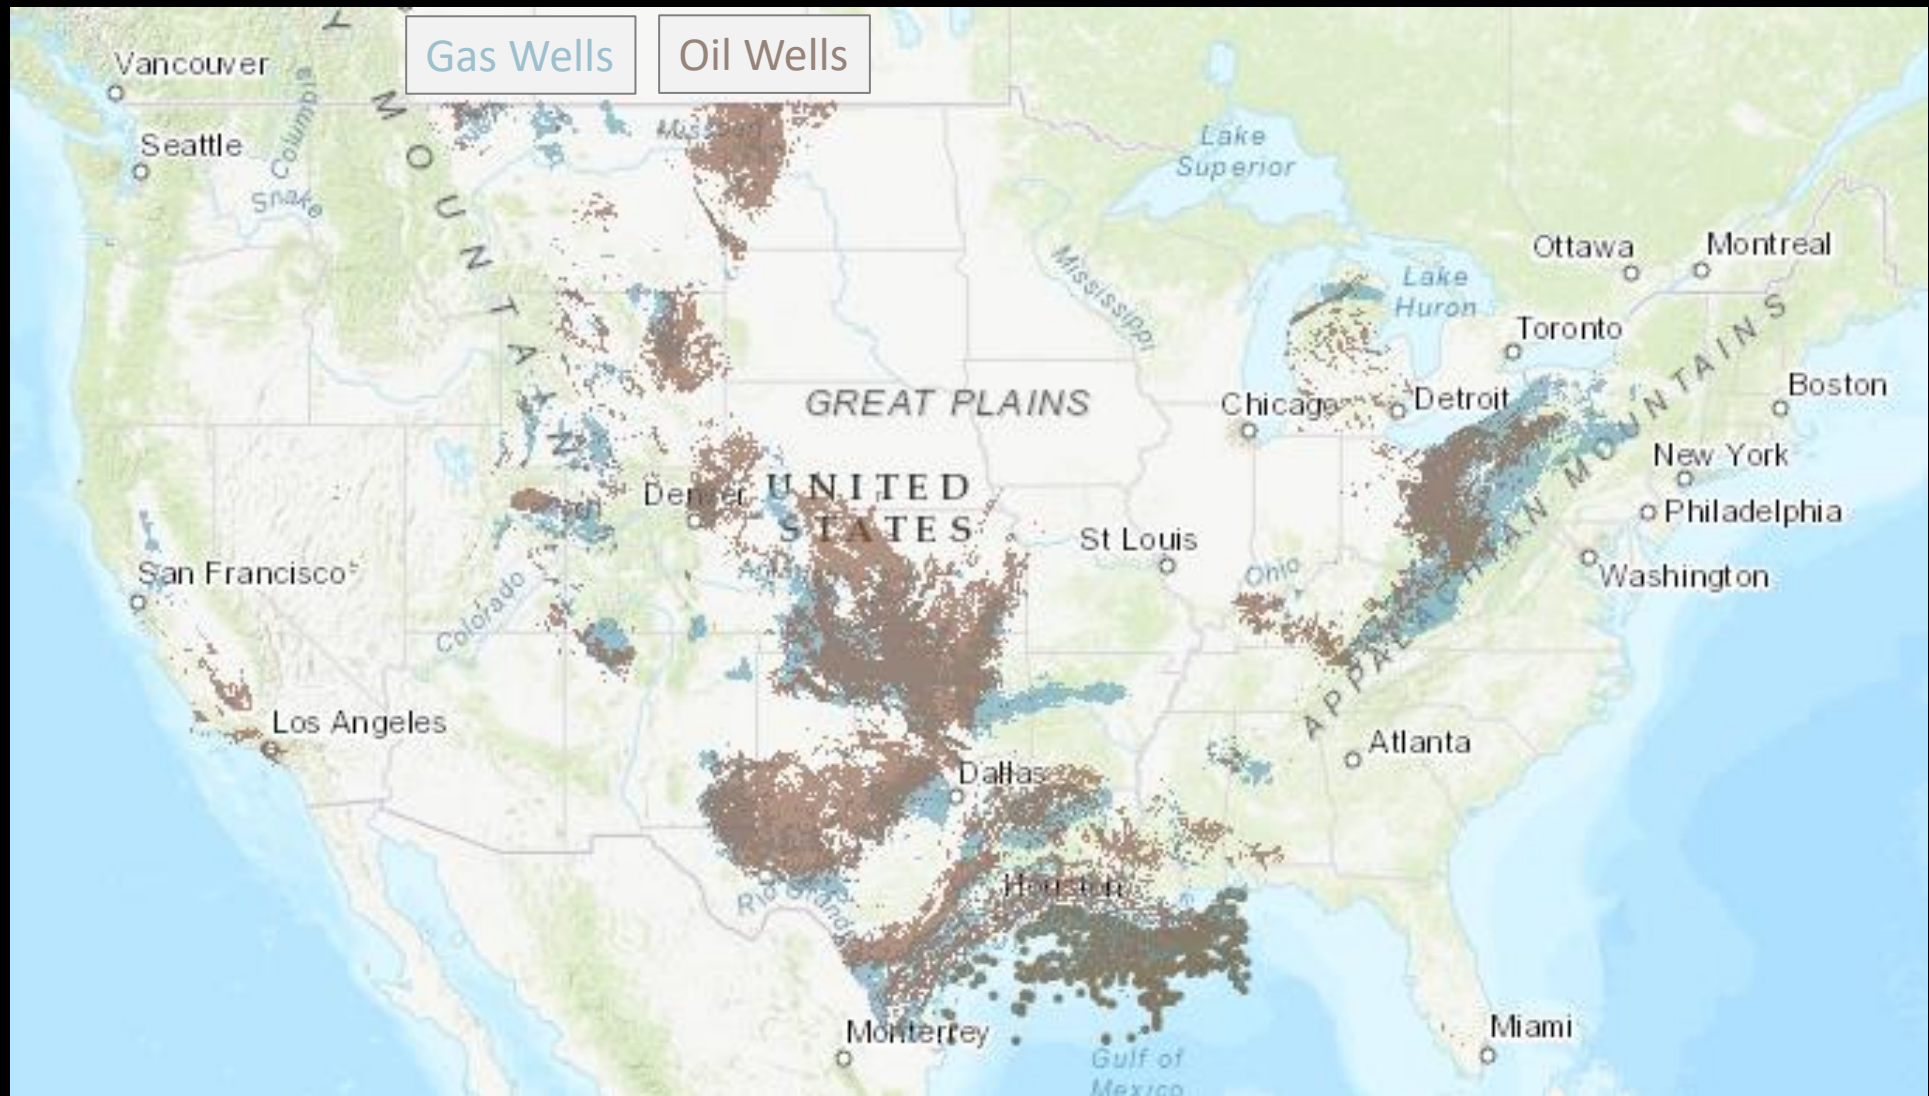 Gas Wells
Oil Wells
Vancouver
Seattle
Columbia
Snake
MOUNTAIN
Missouri
Lake
Superior
Mississippi
Ottawa
Montreal
Lake
Huron
Toronto
Boston
Detroit
Chicago
GREAT PLAINS
APPALACHIAN MOUNTAINS
New York
Philadelphia
Washington
UNITED
STATES
Denver
St Louis
Ohio
San Francisco
Colorado
Los Angeles
Atlanta
Dallas
Houston
Rio Grande
Monterrey
Miami
Gulf of
Mexico